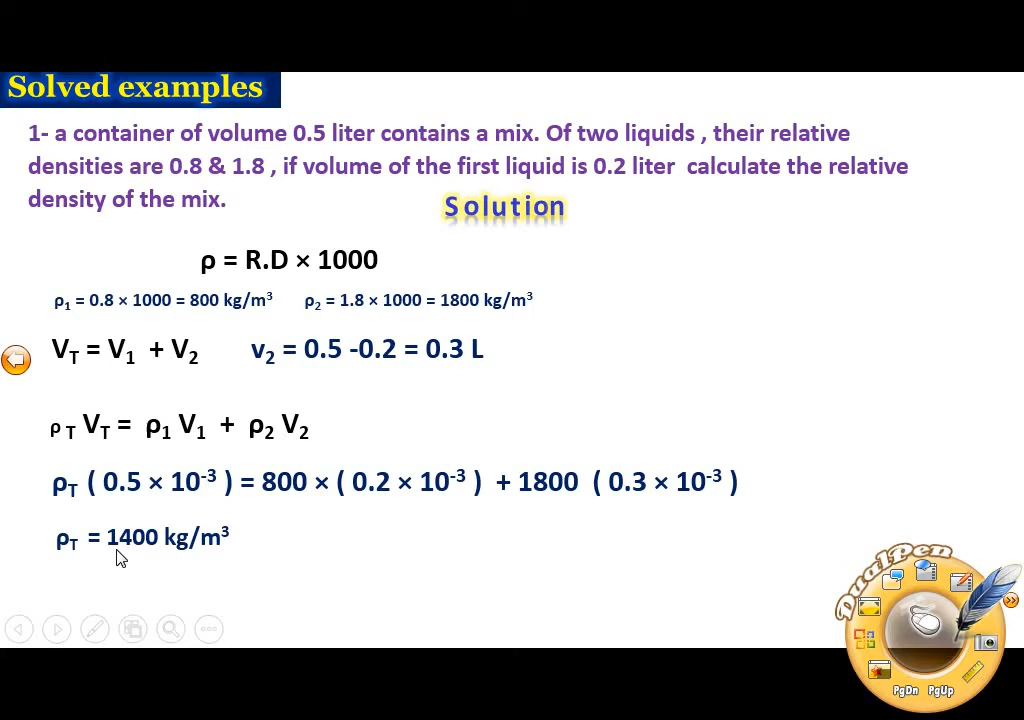 Solved examples
1- a container of volume 0.5 liter contains a mix. Of two liquids , their relative
densities are 0.8 & 1.8 , if volume of the first liquid is 0.2 liter calculate the relative
density of the mix.
Solution
ρ = R.D × 1000
ρ₁ = 0.8 × 1000 = 800 kg/m³ ρ₂ = 1.8 × 1000 = 1800 kg/m³
V_T = V₁ + V₂ v₂ = 0.5 -0.2 = 0.3 L
ρ_T V_T = ρ₁ V₁ + ρ₂ V₂
ρ_T ( 0.5 × 10⁻³ ) = 800 × ( 0.2 × 10⁻³ ) + 1800 ( 0.3 × 10⁻³ )
ρ_T = 1400 kg/m³
DualPen
PgDn PgUp